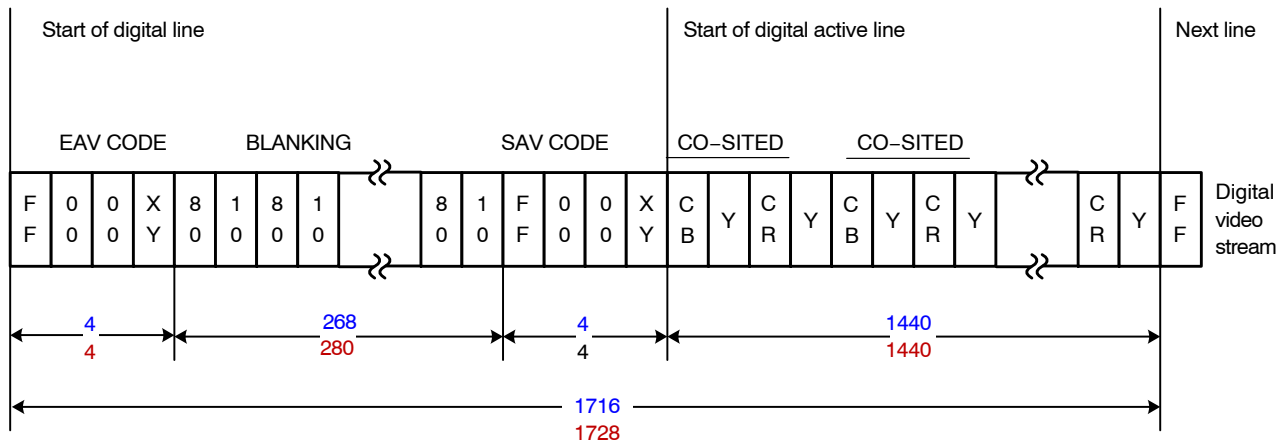 Start of digital line
Start of digital active line
Next line
EAV CODE
BLANKING
SAV CODE
CO–SITED
CO–SITED
F 0 0 X 8 1 8 1 8 1 F 0 0 X C Y C Y C Y C Y C Y F
F 0 0 Y 0 0 0 0 0 0 F 0 0 Y B R B R R F
Digital
video
stream
4 268 4 1440
4 280 4 1440
1716
1728